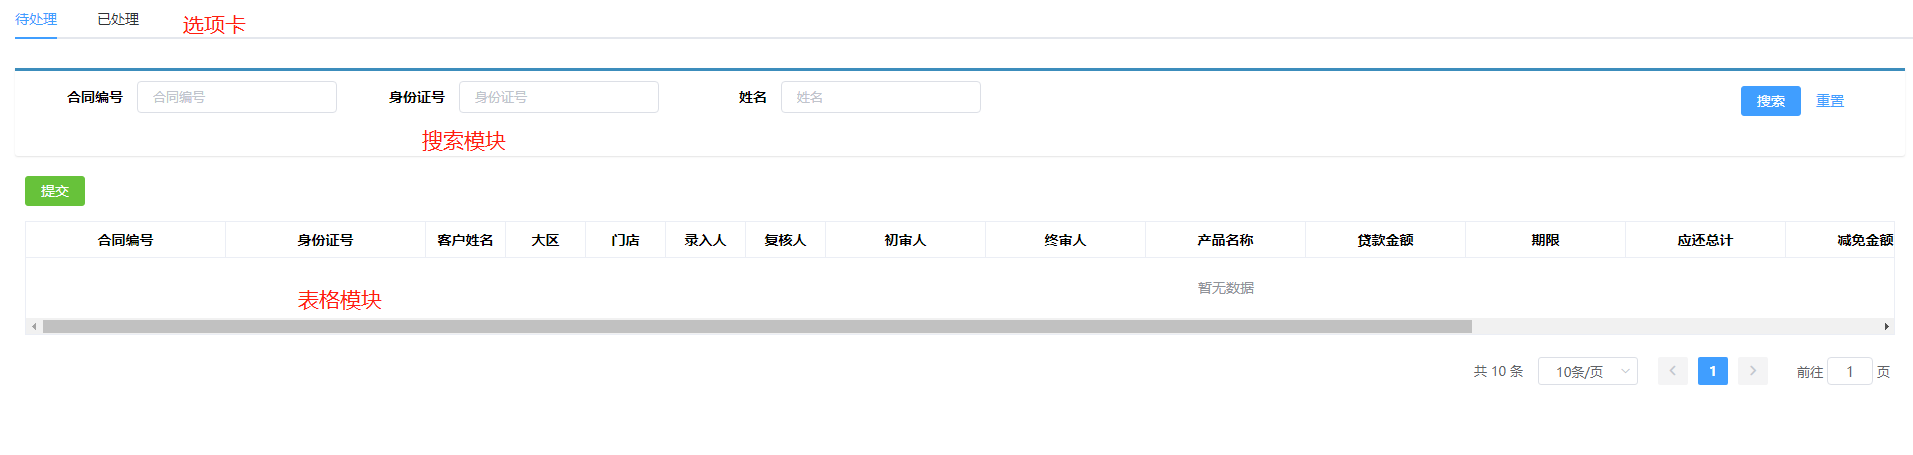 待处理 已处理 选项卡
合同编号 合同编号 身份证号 身份证号 姓名 姓名 搜索 重置
搜索模块
提交
合同编号 身份证号 客户姓名 大区 门店 录入人 复核人 初审人 终审人 产品名称 贷款金额 期限 应还总计 减免金额
暂无数据
表格模块
共 10 条 10条/页 1 前往 1 页